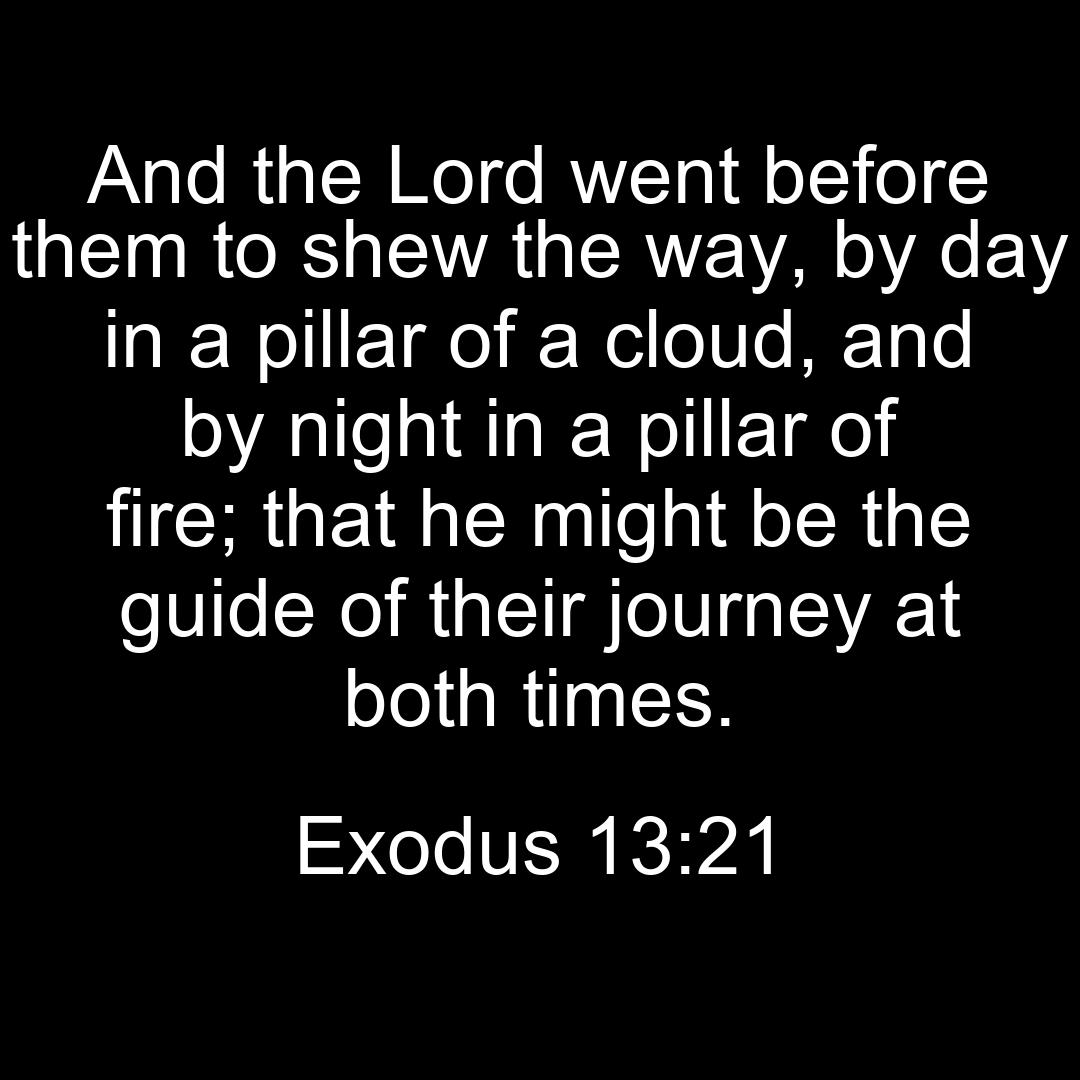 And the Lord went before
them to shew the way, by day
in a pillar of a cloud, and
by night in a pillar of
fire; that he might be the
guide of their journey at
both times.
Exodus 13:21